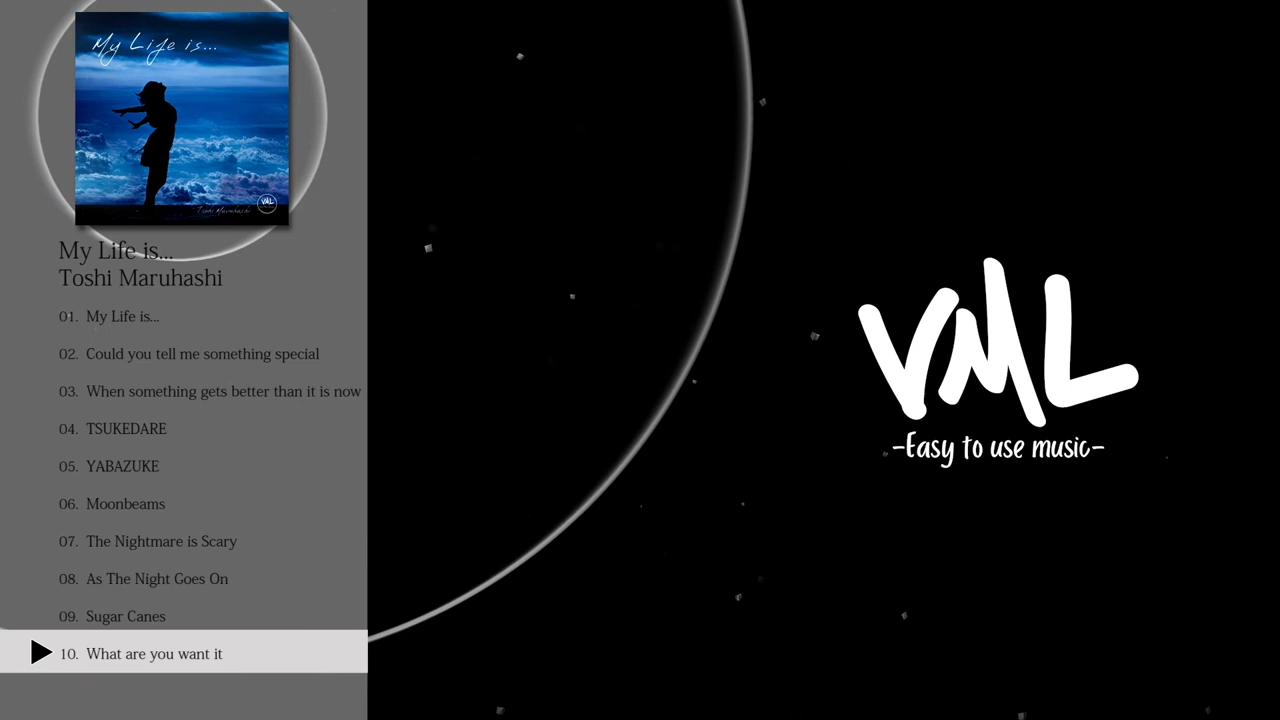 My Life is...
Toshi Maruhashi
VML
My Life is...
Toshi Maruhashi
01. My Life is...
02. Could you tell me something special
03. When something gets better than it is now
04. TSUKEDARE
05. YABAZUKE
06. Moonbeams
07. The Nightmare is Scary
08. As The Night Goes On
09. Sugar Canes
10. What are you want it
VML
-Easy to use music-